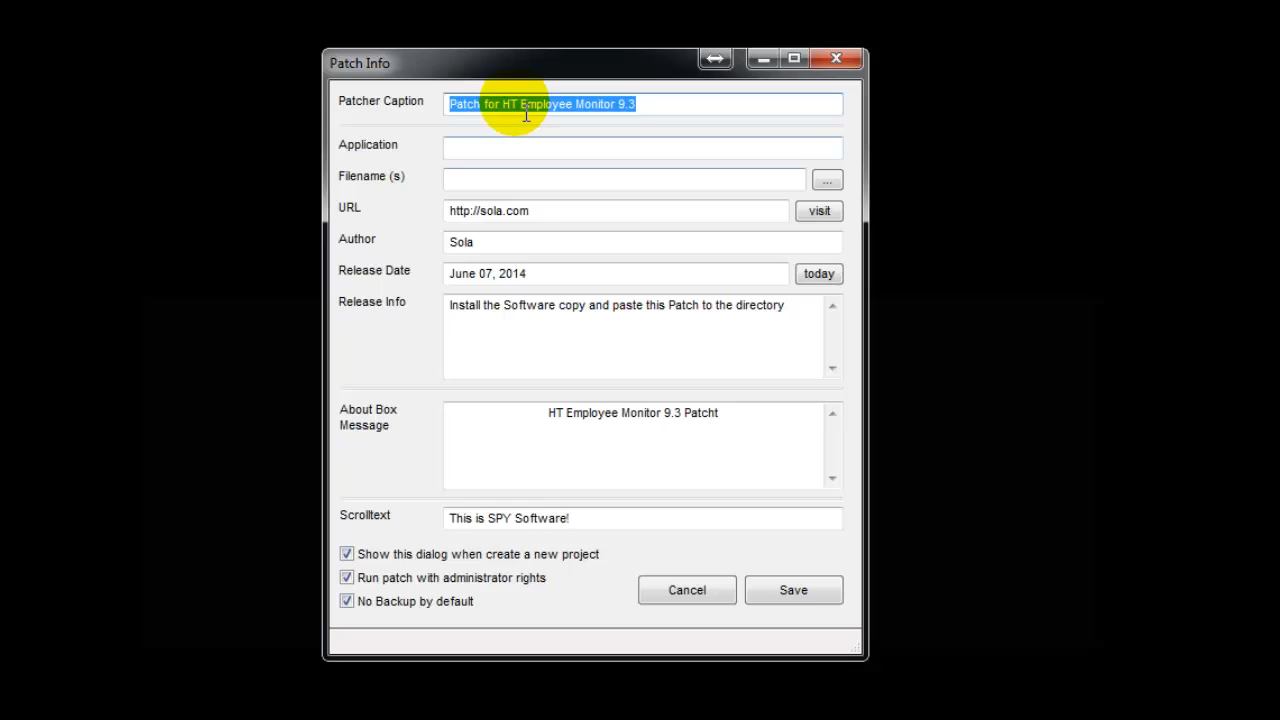 Patch Info
Patcher Caption
Patch for HT Employee Monitor 9.3
Application
Filename (s)
...
URL
http://sola.com
visit
Author
Sola
Release Date
June 07, 2014
today
Release Info
Install the Software copy and paste this Patch to the directory
About Box
Message
HT Employee Monitor 9.3 Patcht
Scrolltext
This is SPY Software!
Show this dialog when create a new project
Run patch with administrator rights
No Backup by default
Cancel
Save